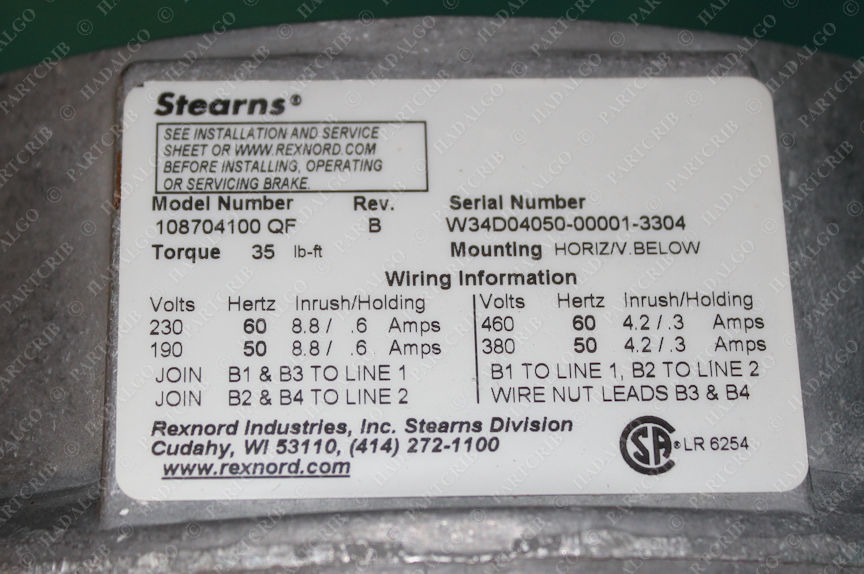 Stearns®
SEE INSTALLATION AND SERVICE
SHEET OR WWW.REXNORD.COM
BEFORE INSTALLING, OPERATING
OR SERVICING BRAKE.
Model Number Rev. Serial Number
108704100 QF B W34D04050-00001-3304
Torque 35 lb-ft Mounting HORIZ/V.BELOW
Wiring Information
Volts Hertz Inrush/Holding Volts Hertz Inrush/Holding
230 60 8.8 / .6 Amps 460 60 4.2 / .3 Amps
190 50 8.8 / .6 Amps 380 50 4.2 / .3 Amps
JOIN B1 & B3 TO LINE 1 B1 TO LINE 1, B2 TO LINE 2
JOIN B2 & B4 TO LINE 2 WIRE NUT LEADS B3 & B4
Rexnord Industries, Inc. Stearns Division
Cudahy, WI 53110, (414) 272-1100
www.rexnord.com
SA ® LR 6254
© HADALGO PARTCRIB